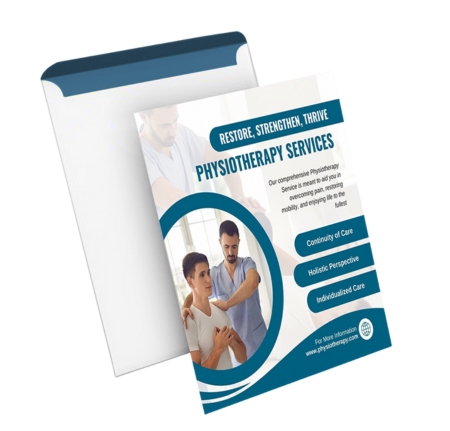 RESTORE, STRENGTHEN, THRIVE
PHYSIOTHERAPY SERVICES
Our comprehensive Physiotherapy
Service is meant to aid you in
overcoming pain, restoring
mobility, and enjoying life to the
fullest
Continuity of Care
Holistic Perspective
Individualized Care
For More Information
www.physiotherapy.com